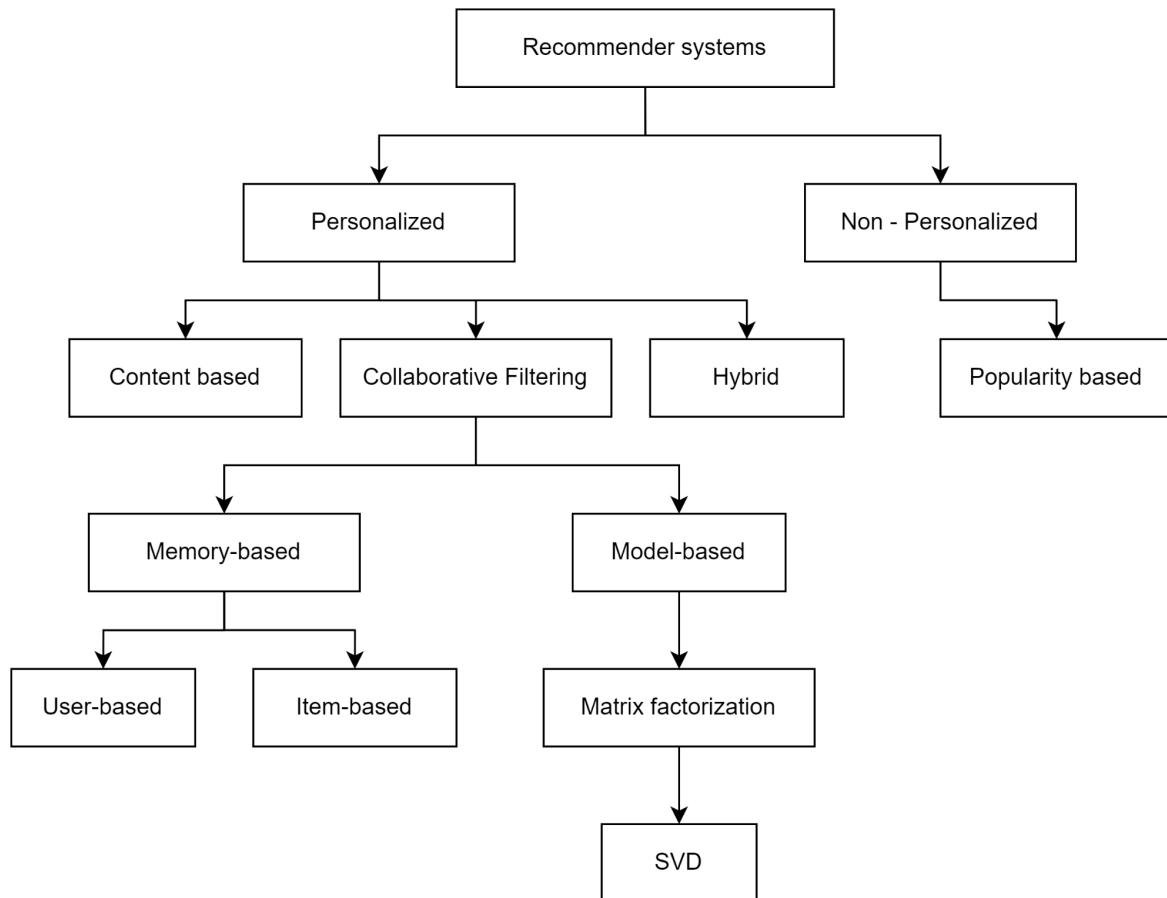 Recommender systems
Personalized
Non - Personalized
Content based
Collaborative Filtering
Hybrid
Popularity based
Memory-based
Model-based
User-based
Item-based
Matrix factorization
SVD